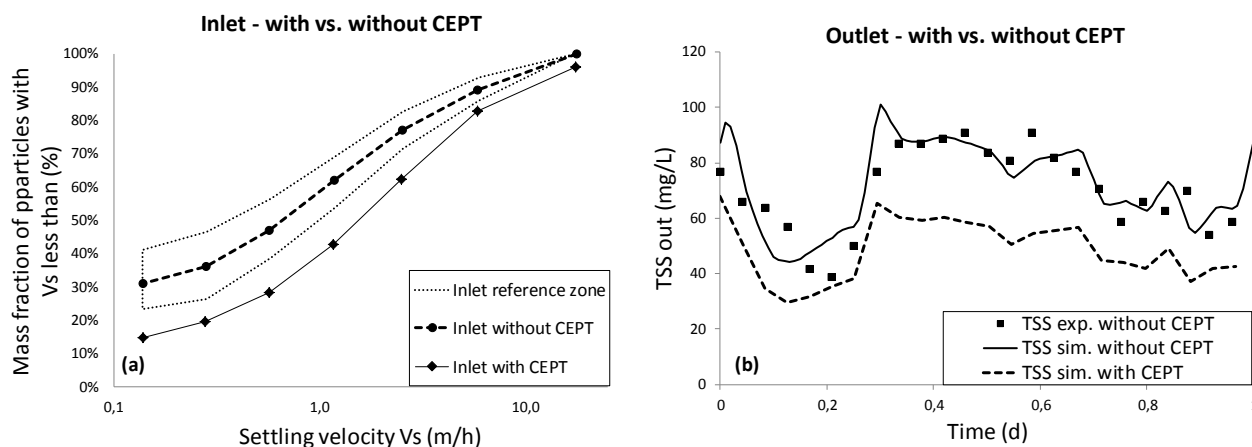 Inlet - with vs. without CEPT
Mass fraction of pparticles with
Vs less than (%)
100%
90%
80%
70%
60%
50%
40%
30%
20%
10%
0%
(a)
Inlet reference zone
Inlet without CEPT
Inlet with CEPT
0,1
1,0
10,0
Settling velocity Vs (m/h)
Outlet - with vs. without CEPT
TSS out (mg/L)
120
100
80
60
40
20
0
(b)
TSS exp. without CEPT
TSS sim. without CEPT
TSS sim. with CEPT
0
0,2
0,4
0,6
0,8
1
Time (d)